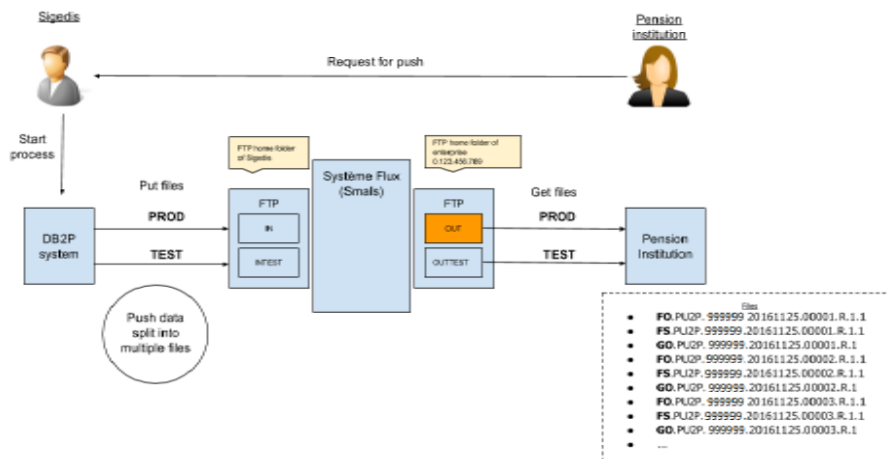 Sigedis
Pension
institution
Request for push
Start
process
FTP home folder
of Sigedis
FTP home folder of
enterprise
0.123.456.789
Système Flux
(Smals)
Put files
Get files
FTP
FTP
PROD
PROD
IN
OUT
DB2P
system
Pension
Institution
TEST
TEST
INTEST
OUTTEST
Push data
split into
multiple files
Files
FO.PU2P. 999999 20161125.00001.R.1.1
FS.PU2P. 999999.20161125.00001.R.1.1
GO.PU2P. 999999.20161125.00001.R.1
FO.PU2P. 999999 20161125.00002.R.1.1
FS.PU2P. 999999.20161125.00002.R.1.1
GO.PU2P. 999999.20161125.00002.R.1
FO.PU2P. 999999 20161125.00003.R.1.1
FS.PU2P. 999999.20161125.00003.R.1.1
GO.PU2P. 999999.20161125.00003.R.1
....